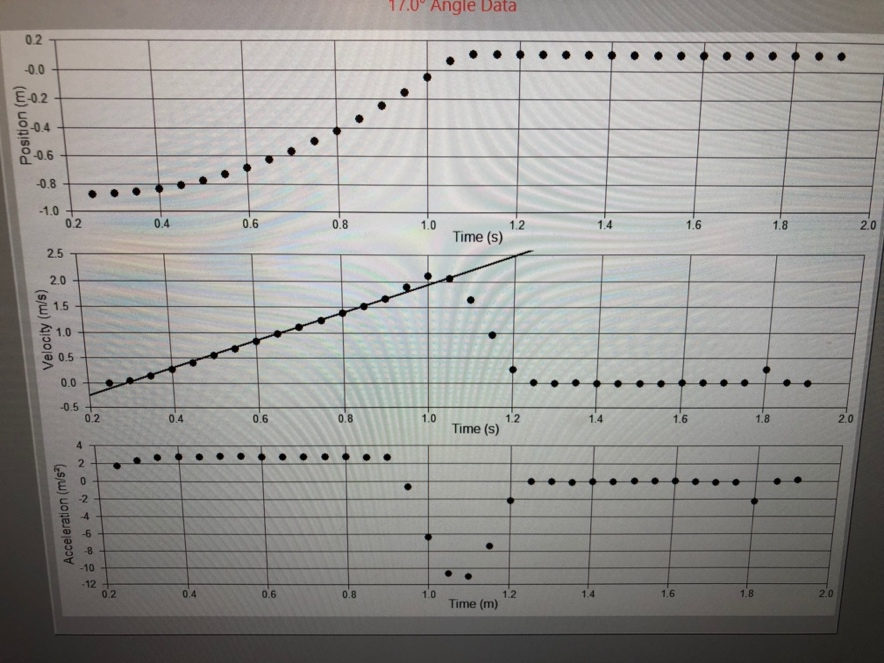 17.0° Angle Data
0.2
-0.0
-0.2
-0.4
-0.6
-0.8
-1.0
Position (m)
0.2 0.4 0.6 0.8 1.0 1.2 1.4 1.6 1.8 2.0
Time (s)
2.5
2.0
1.5
1.0
0.5
0.0
-0.5
Velocity (m/s)
0.2 0.4 0.6 0.8 1.0 1.2 1.4 1.6 1.8 2.0
Time (s)
4
2
0
-2
-4
-6
-8
-10
-12
Acceleration (m/s²)
0.2 0.4 0.6 0.8 1.0 1.2 1.4 1.6 1.8 2.0
Time (m)